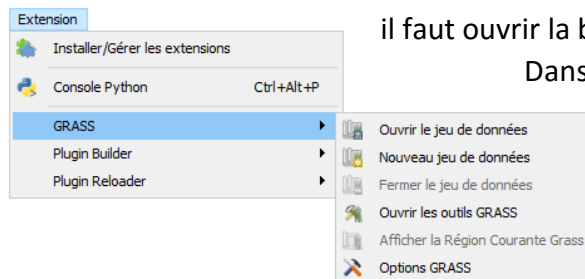 Extension
il faut ouvrir la
Installer/Gérer les extensions
Dans
Console Python Ctrl+Alt+P
GRASS
Plugin Builder
Plugin Reloader
Ouvrir le jeu de données
Nouveau jeu de données
Fermer le jeu de données
Ouvrir les outils GRASS
Afficher la Région Courante Grass
Options GRASS